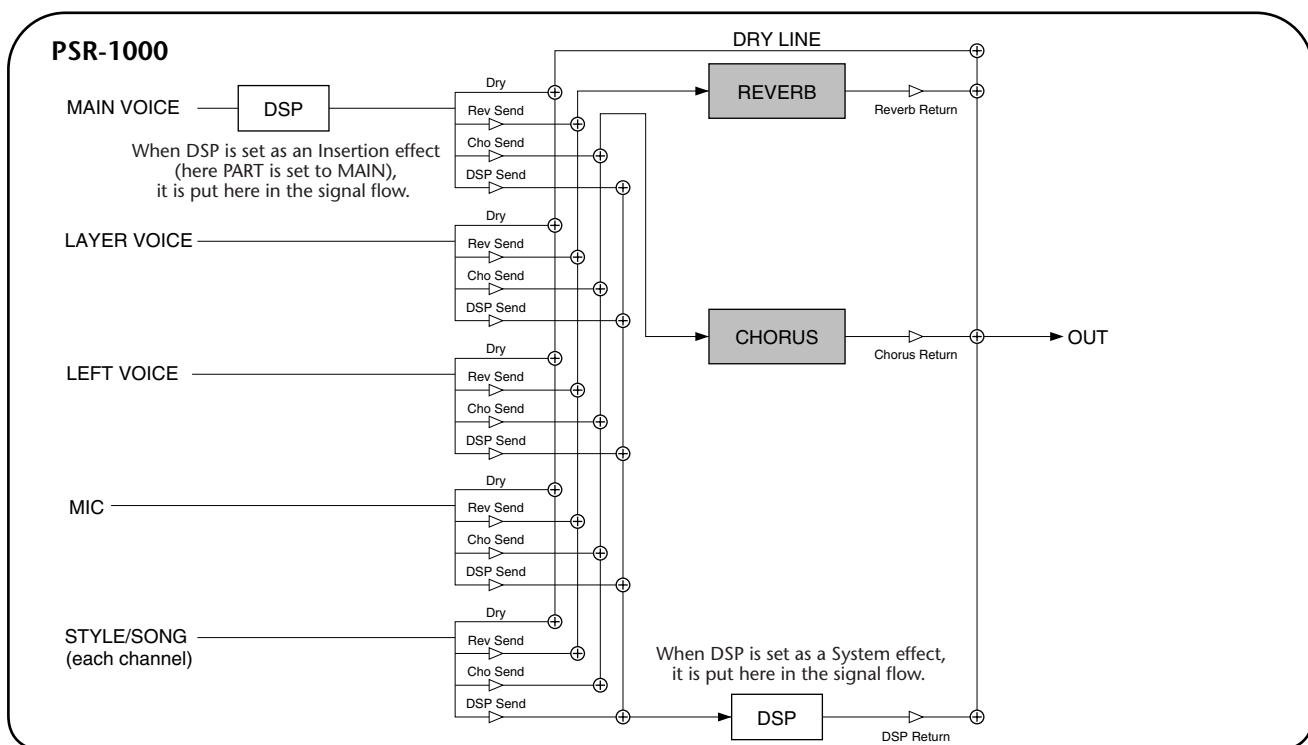 PSR-1000
DRY LINE
MAIN VOICE
DSP
Dry
Rev Send
Cho Send
DSP Send
REVERB
Reverb Return
When DSP is set as an Insertion effect
(here PART is set to MAIN),
it is put here in the signal flow.
LAYER VOICE
Dry
Rev Send
Cho Send
DSP Send
CHORUS
Chorus Return
OUT
LEFT VOICE
Dry
Rev Send
Cho Send
DSP Send
MIC
Dry
Rev Send
Cho Send
DSP Send
STYLE/SONG
(each channel)
Dry
Rev Send
Cho Send
DSP Send
When DSP is set as a System effect,
it is put here in the signal flow.
DSP
DSP Return